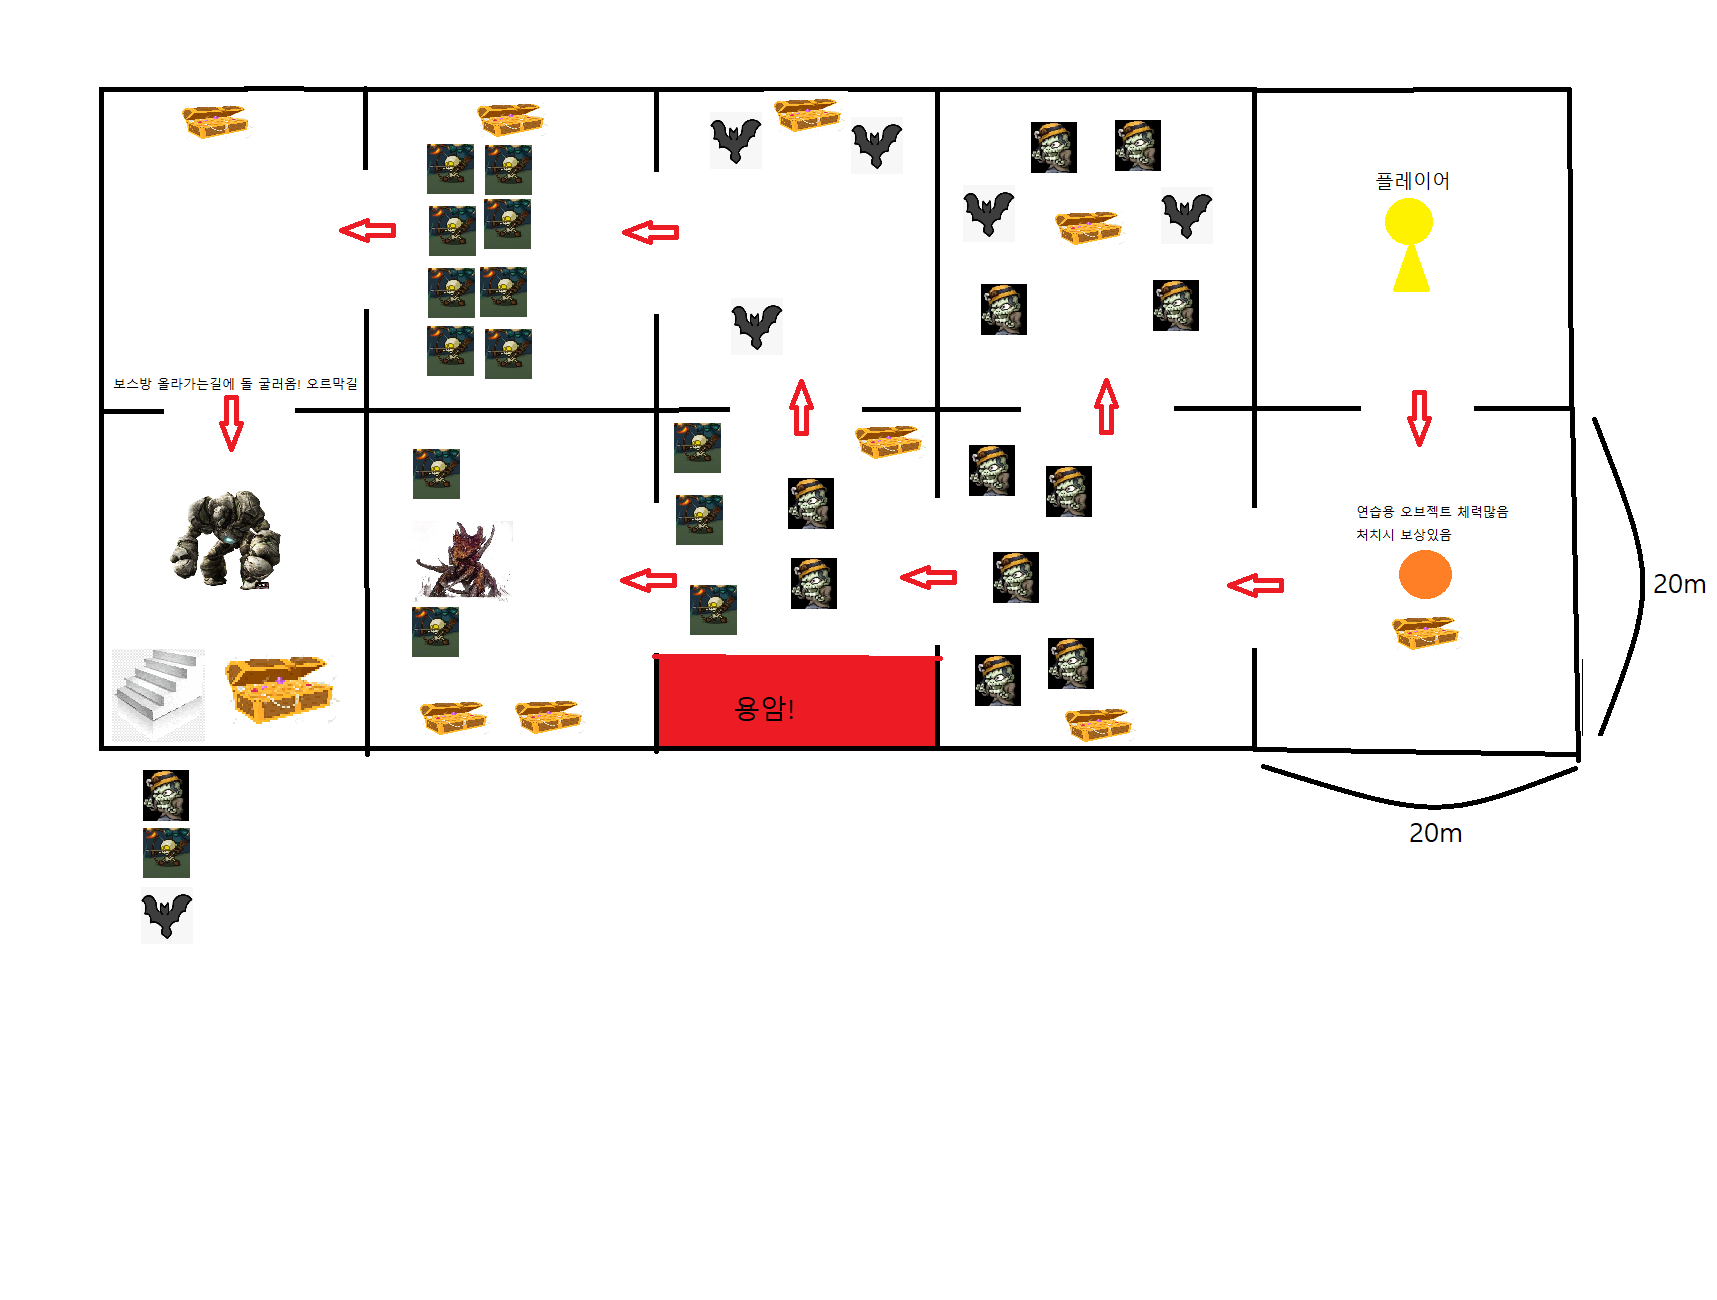 플레이어
보스방 올라가는길에 돌 굴러옴! 오르막길
연습용 오브젝트 체력많음
처치시 보상있음
20m
용암!
20m